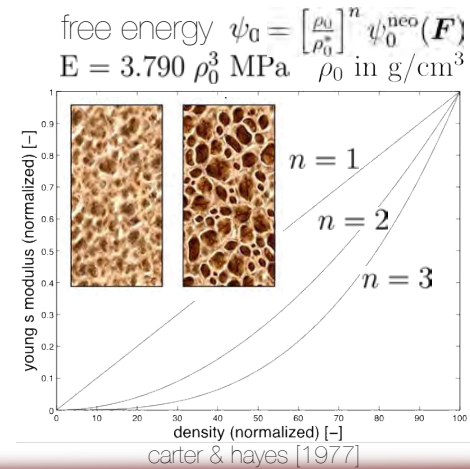 free energy ψ₀ = [ρ₀/ρ₀*]ⁿ ψ₀ⁿᵉᵒ(F)
E = 3.790 ρ₀³ MPa ρ₀ in g/cm³
1
0.9
0.8
0.7
0.6
0.5
0.4
0.3
0.2
0.1
0
young s modulus (normalized) [−]
n = 1
n = 2
n = 3
0 10 20 30 40 50 60 70 80 90 100
density (normalized) [−]
carter & hayes [1977]